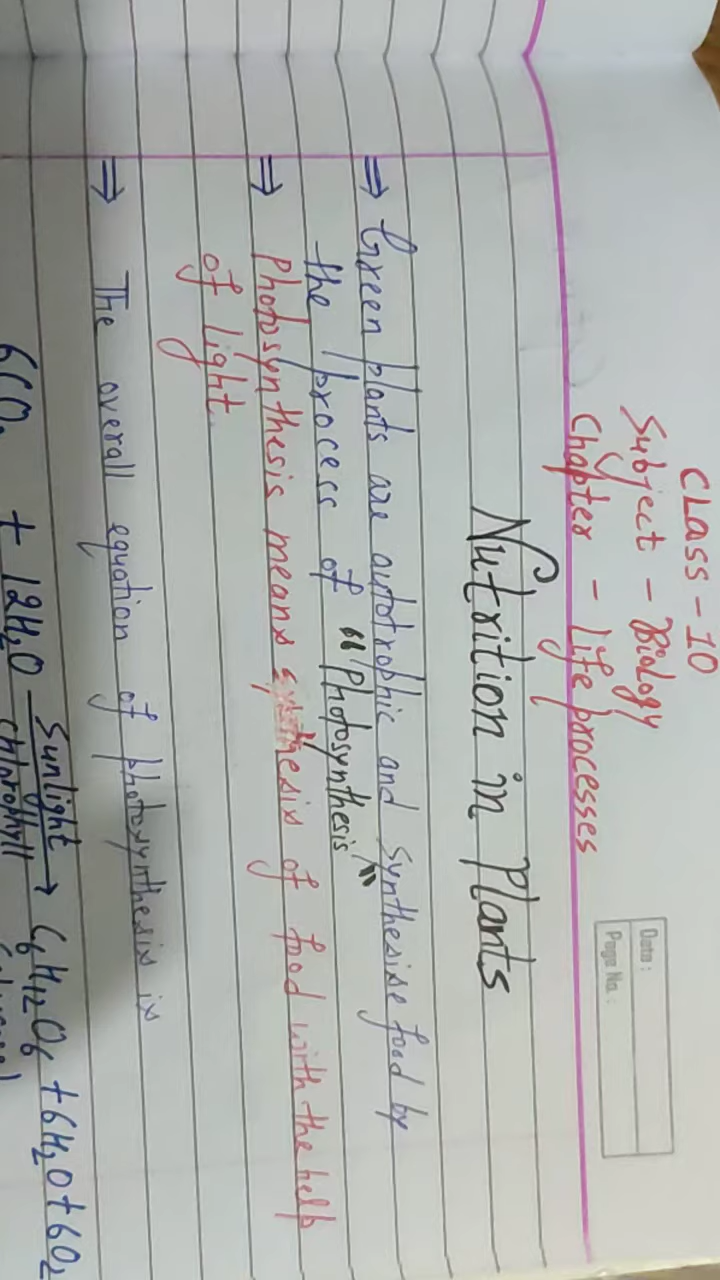 CLASS - 10
Subject - Biology
Chapter - Life processes
Date :
Page No. :
Nutrition in Plants
⇒ Green plants are autotrophic and synthesise food by
the process of "Photosynthesis"
⇒ Photosynthesis means synthesis of food with the help
of light.
⇒ The overall equation of photosynthesis is
6CO₂ + 12H₂O Sunlight → C₆H₁₂O₆ + 6H₂O + 6O₂
chlorophyll